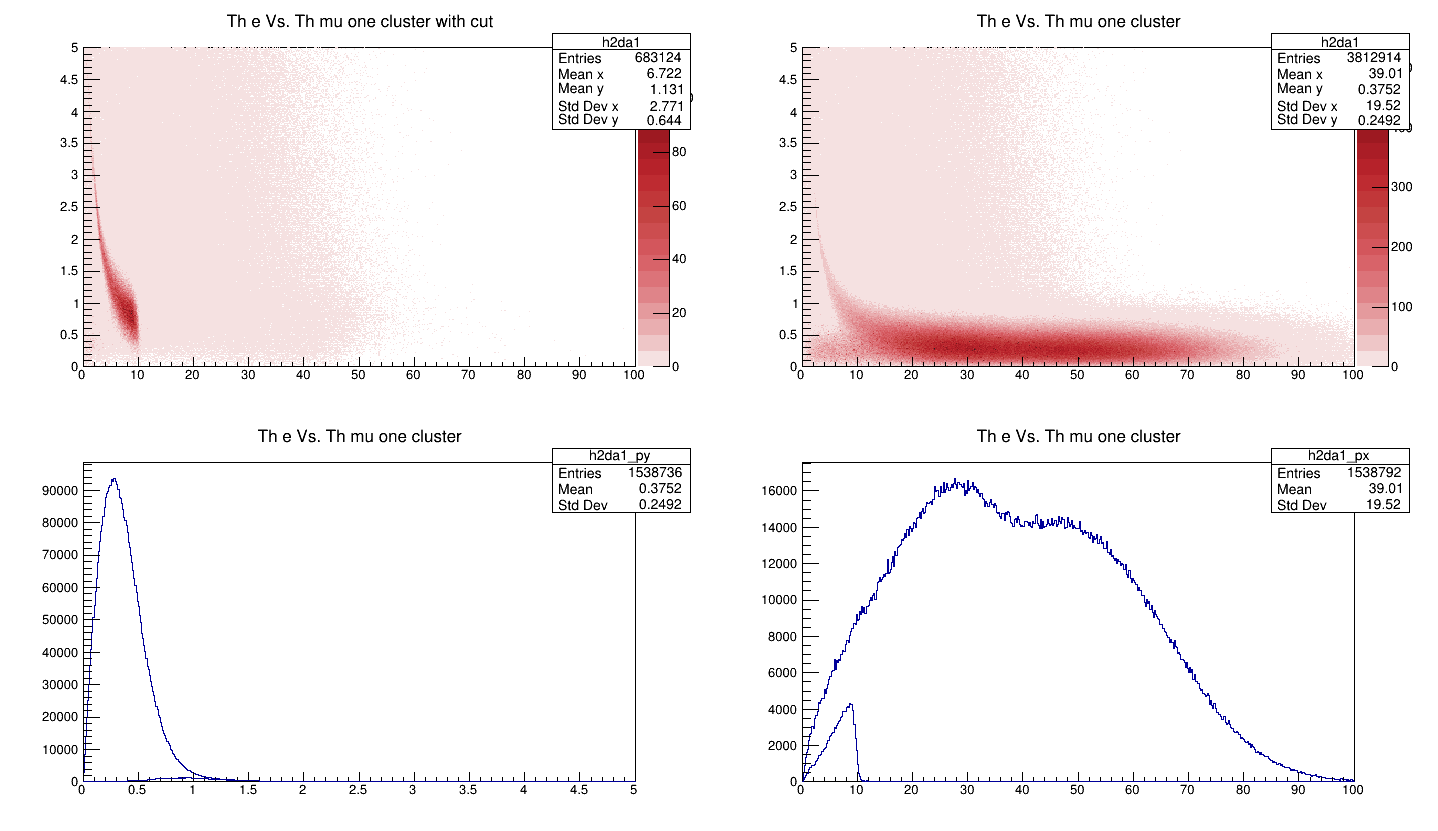 Th e Vs. Th mu one cluster with cut
h2da1
Entries 683124
Mean x 6.722
Mean y 1.131
Std Dev x 2.771
Std Dev y 0.644
5
4.5
4
3.5
3
2.5
2
1.5
1
0.5
0
0 10 20 30 40 50 60 70 80 90 100
80
60
40
20
0
Th e Vs. Th mu one cluster
h2da1
Entries 3812914
Mean x 39.01
Mean y 0.3752
Std Dev x 19.52
Std Dev y 0.2492
5
4.5
4
3.5
3
2.5
2
1.5
1
0.5
0
0 10 20 30 40 50 60 70 80 90 100
300
200
100
0
Th e Vs. Th mu one cluster
h2da1_py
Entries 1538736
Mean 0.3752
Std Dev 0.2492
90000
80000
70000
60000
50000
40000
30000
20000
10000
0
0 0.5 1 1.5 2 2.5 3 3.5 4 4.5 5
Th e Vs. Th mu one cluster
h2da1_px
Entries 1538792
Mean 39.01
Std Dev 19.52
16000
14000
12000
10000
8000
6000
4000
2000
0
0 10 20 30 40 50 60 70 80 90 100